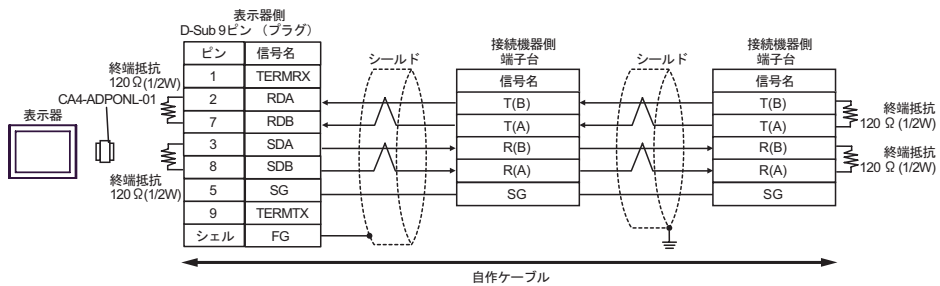 表示器側
D-Sub 9ピン （プラグ）
ピン 信号名
1 TERMRX
2 RDA
7 RDB
3 SDA
8 SDB
5 SG
9 TERMTX
シェル FG
終端抵抗
120 Ω(1/2W)
CA4-ADPONL-01
表示器
終端抵抗
120 Ω(1/2W)
シールド
接続機器側
端子台
信号名
T(B)
T(A)
R(B)
R(A)
SG
シールド
接続機器側
端子台
信号名
T(B)
T(A)
R(B)
R(A)
SG
終端抵抗
120 Ω (1/2W)
終端抵抗
120 Ω (1/2W)
自作ケーブル